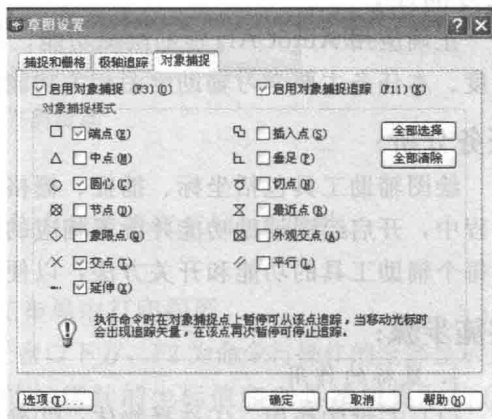 草图设置
捕捉和栅格 极轴追踪 对象捕捉
启用对象捕捉 (F3)(O) 启用对象捕捉追踪 (F11)(K)
对象捕捉模式
端点(E) 插入点(S) 全部选择
中点(M) 垂足(P) 全部清除
圆心(C) 切点(N)
节点(D) 最近点(R)
象限点(Q) 外观交点(A)
交点(I) 平行(L)
延伸(X)
执行命令时在对象捕捉点上暂停可从该点追踪，当移动光标时
会出现追踪矢量，在该点再次暂停可停止追踪。
选项(T)... 确定 取消 帮助(H)